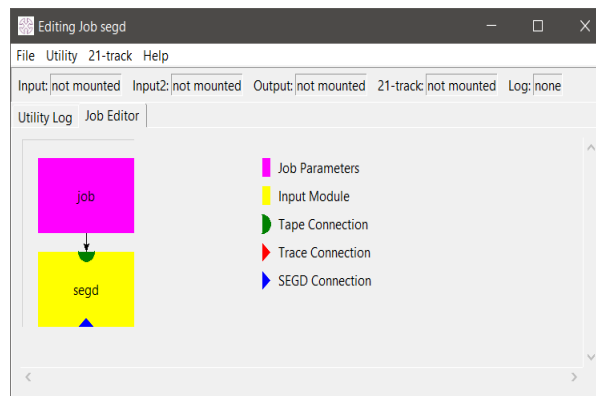 Editing Job segd
File Utility 21-track Help
Input: not mounted Input2: not mounted Output: not mounted 21-track: not mounted Log: none
Utility Log Job Editor
job
segd
Job Parameters
Input Module
Tape Connection
Trace Connection
SEGD Connection